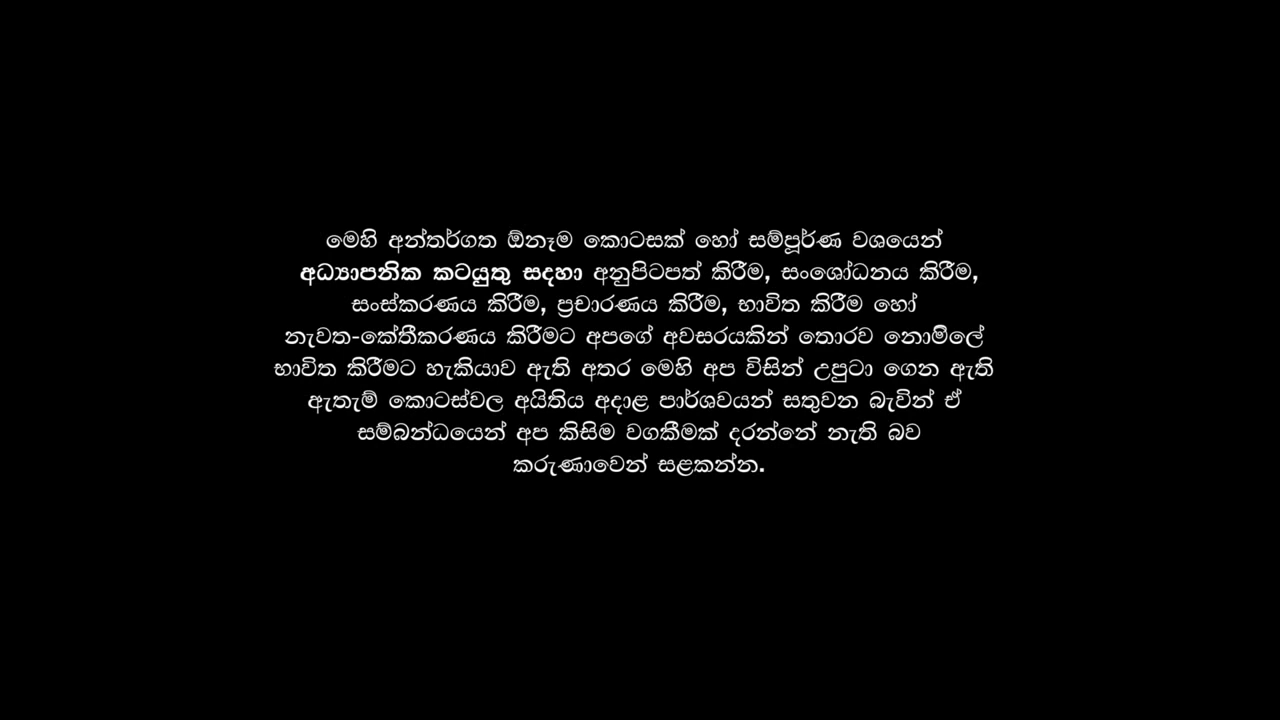 මෙහි අන්තර්ගත ඕනෑම කොටසක් හෝ සම්පූර්ණ වශයෙන්
අධ්‍යාපනික කටයුතු සදහා අනුපිටපත් කිරීම, සංශෝධනය කිරීම,
සංස්කරණය කිරීම, ප්‍රචාරණය කිරීම, භාවිත කිරීම හෝ
නැවත-කේතීකරණය කිරීමට අපගේ අවසරයකින් තොරව නොමිලේ
භාවිත කිරීමට හැකියාව ඇති අතර මෙහි අප විසින් උපුටා ගෙන ඇති
ඇතැම් කොටස්වල අයිතිය අදාළ පාර්ශවයන් සතුවන බැවින් ඒ
සම්බන්ධයෙන් අප කිසිම වගකීමක් දරන්නේ නැති බව
කරුණාවෙන් සළකන්න.